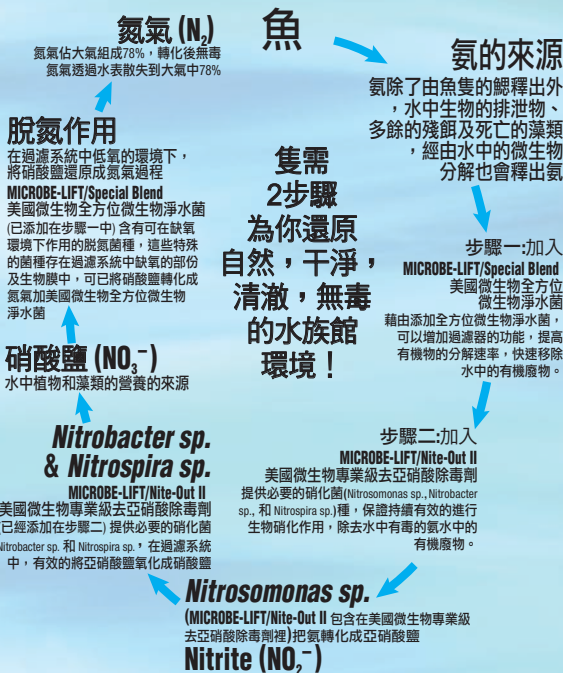 魚
氨的來源
氨除了由魚隻的鰓釋出外
，水中生物的排泄物、
多餘的殘餌及死亡的藻類
，經由水中的微生物
分解也會釋出氨
步驟一:加入
MICROBE-LIFT/Special Blend
美國微生物全方位
微生物淨水菌
藉由添加全方位微生物淨水菌，
可以增加過濾器的功能，提高
有機物的分解速率，快速移除
水中的有機廢物。
步驟二:加入
MICROBE-LIFT/Nite-Out II
美國微生物專業級去亞硝酸除毒劑
提供必要的硝化菌(Nitrosomonas sp., Nitrobacter
sp., 和 Nitrospira sp.)種，保證持續有效的進行
生物硝化作用，除去水中有毒的氨水中的
有機廢物。
Nitrosomonas sp.
(MICROBE-LIFT/Nite-Out II 包含在美國微生物專業級
去亞硝酸除毒劑裡)把氨轉化成亞硝酸鹽
Nitrite (NO₂⁻)
Nitrobacter sp.
& Nitrospira sp.
MICROBE-LIFT/Nite-Out II
美國微生物專業級去亞硝酸除毒劑
(已經添加在步驟二) 提供必要的硝化菌
Nitrobacter sp. 和 Nitrospira sp.，在過濾系統
中，有效的將亞硝酸鹽氧化成硝酸鹽
硝酸鹽 (NO₃⁻)
水中植物和藻類的營養的來源
脫氮作用
在過濾系統中低氧的環境下，
將硝酸鹽還原成氮氣過程
MICROBE-LIFT/Special Blend
美國微生物全方位微生物淨水菌
(已添加在步驟一中) 含有可在缺氧
環境下作用的脫氮菌種，這些特殊
的菌種存在過濾系統中缺氧的部份
及生物膜中，可已將硝酸鹽轉化成
氮氣加美國微生物全方位微生物
淨水菌
氮氣 (N₂)
氮氣佔大氣組成78%，轉化後無毒
氮氣透過水表散失到大氣中78%
隻需
2步驟
為你還原
自然，干淨，
清澈，無毒
的水族館
環境！